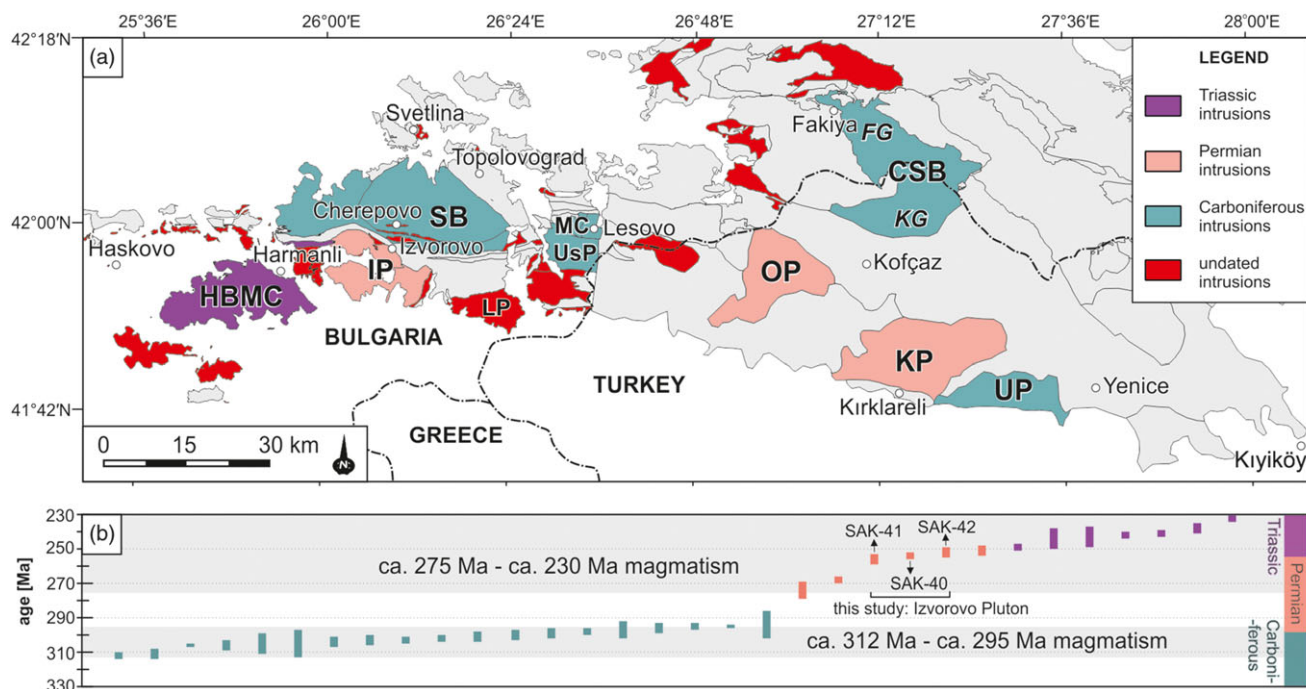 25°36'E
26°00'E
26°24'E
26°48'E
27°12'E
27°36'E
28°00'E
42°18'N
(a)
LEGEND
Triassic
intrusions
Permian
intrusions
Carboniferous
intrusions
undated
intrusions
Svetlina
Topolovograd
Fakiya
FG
CSB
KG
42°00'N
Haskovo
Cherepovo
SB
MC
Lesovo
UsP
Harmanli
Izvorovo
IP
HBMC
LP
OP
Kofçaz
BULGARIA
TURKEY
KP
UP
Yenice
41°42'N
Kırklareli
GREECE
Kıyıköy
0 15 30 km
N
(b)
age [Ma]
230
250
270
290
310
330
ca. 275 Ma - ca. 230 Ma magmatism
SAK-41
SAK-42
SAK-40
this study: Izvorovo Pluton
ca. 312 Ma - ca. 295 Ma magmatism
Triassic
Permian
Carboni-
-ferous